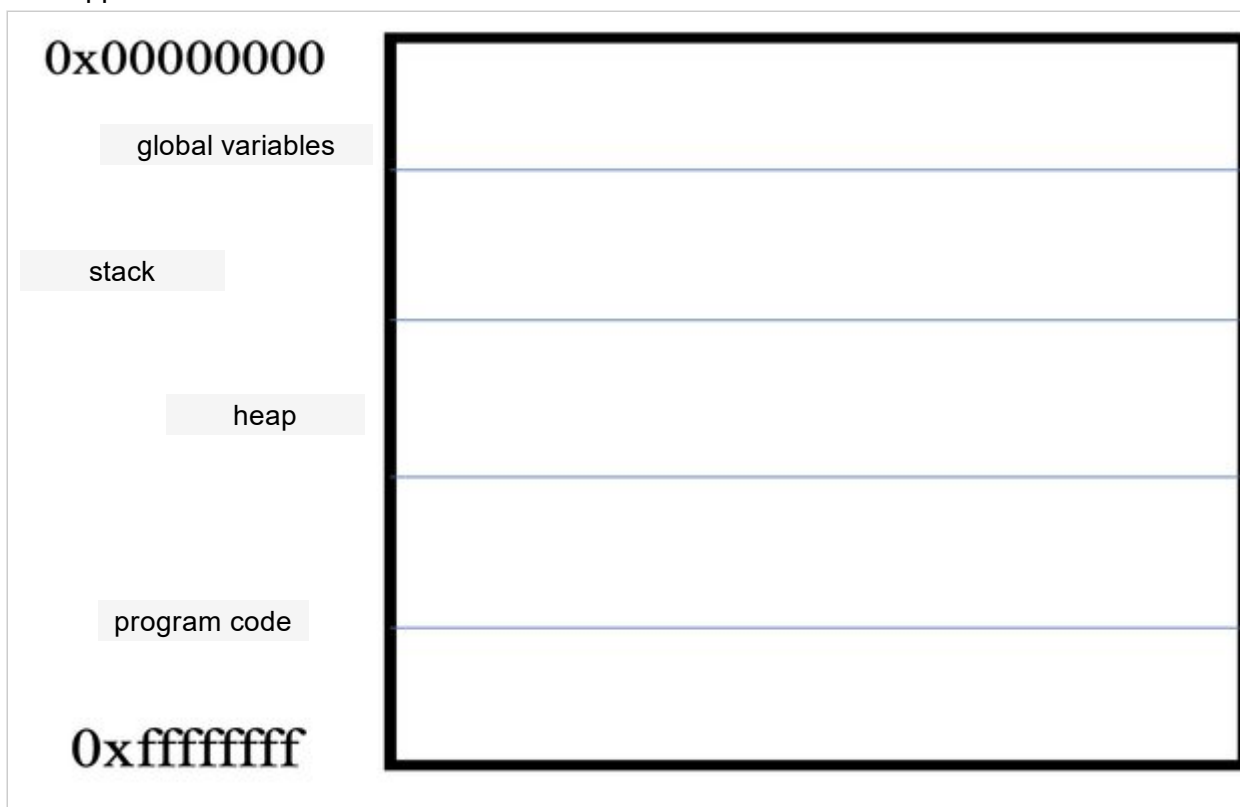 0x00000000
global variables
stack
heap
program code
0xffffffff